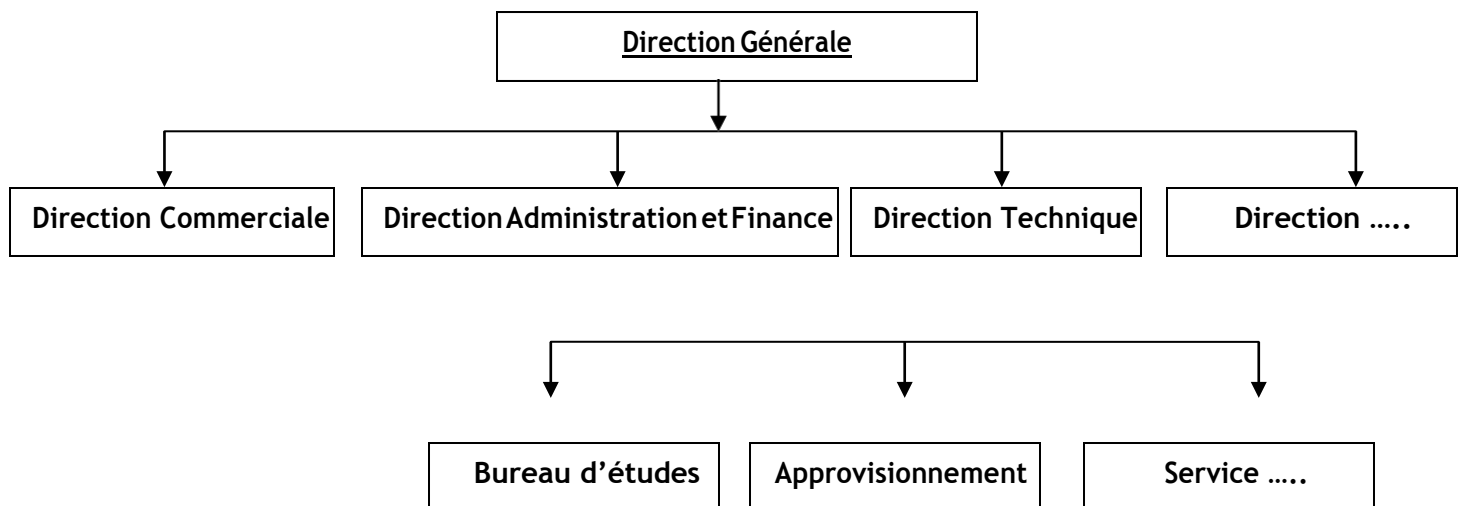 Direction Générale
Direction Commerciale
Direction Administration et Finance
Direction Technique
Direction …..
Bureau d’études
Approvisionnement
Service …..